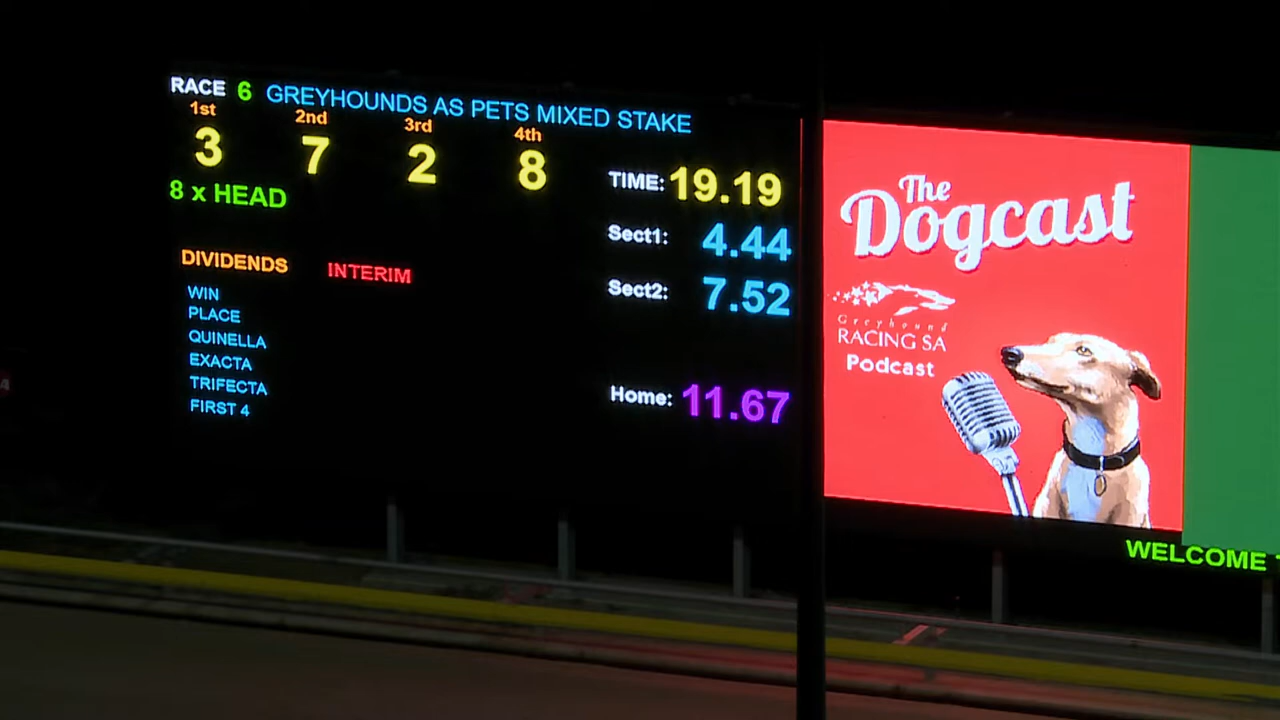 RACE 6 GREYHOUNDS AS PETS MIXED STAKE
1st 2nd 3rd 4th
3 7 2 8
8 x HEAD
TIME: 19.19
Sect1: 4.44
Sect2: 7.52
Home: 11.67
DIVIDENDS INTERIM
WIN
PLACE
QUINELLA
EXACTA
TRIFECTA
FIRST 4
The
Dogcast
Greyhound
RACING SA
Podcast
WELCOME
4